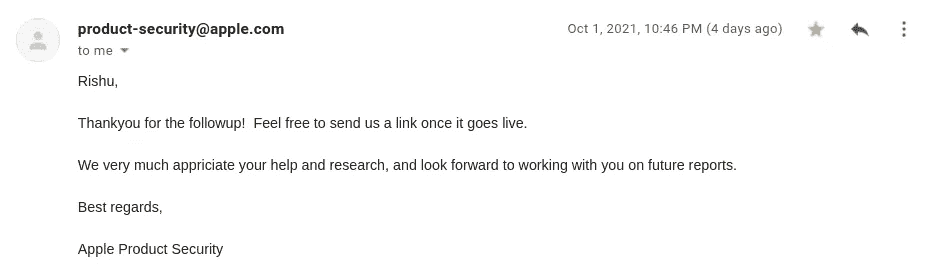 product-security@apple.com Oct 1, 2021, 10:46 PM (4 days ago)
to me
Rishu,
Thankyou for the followup!  Feel free to send us a link once it goes live.
We very much appriciate your help and research, and look forward to working with you on future reports.
Best regards,
Apple Product Security